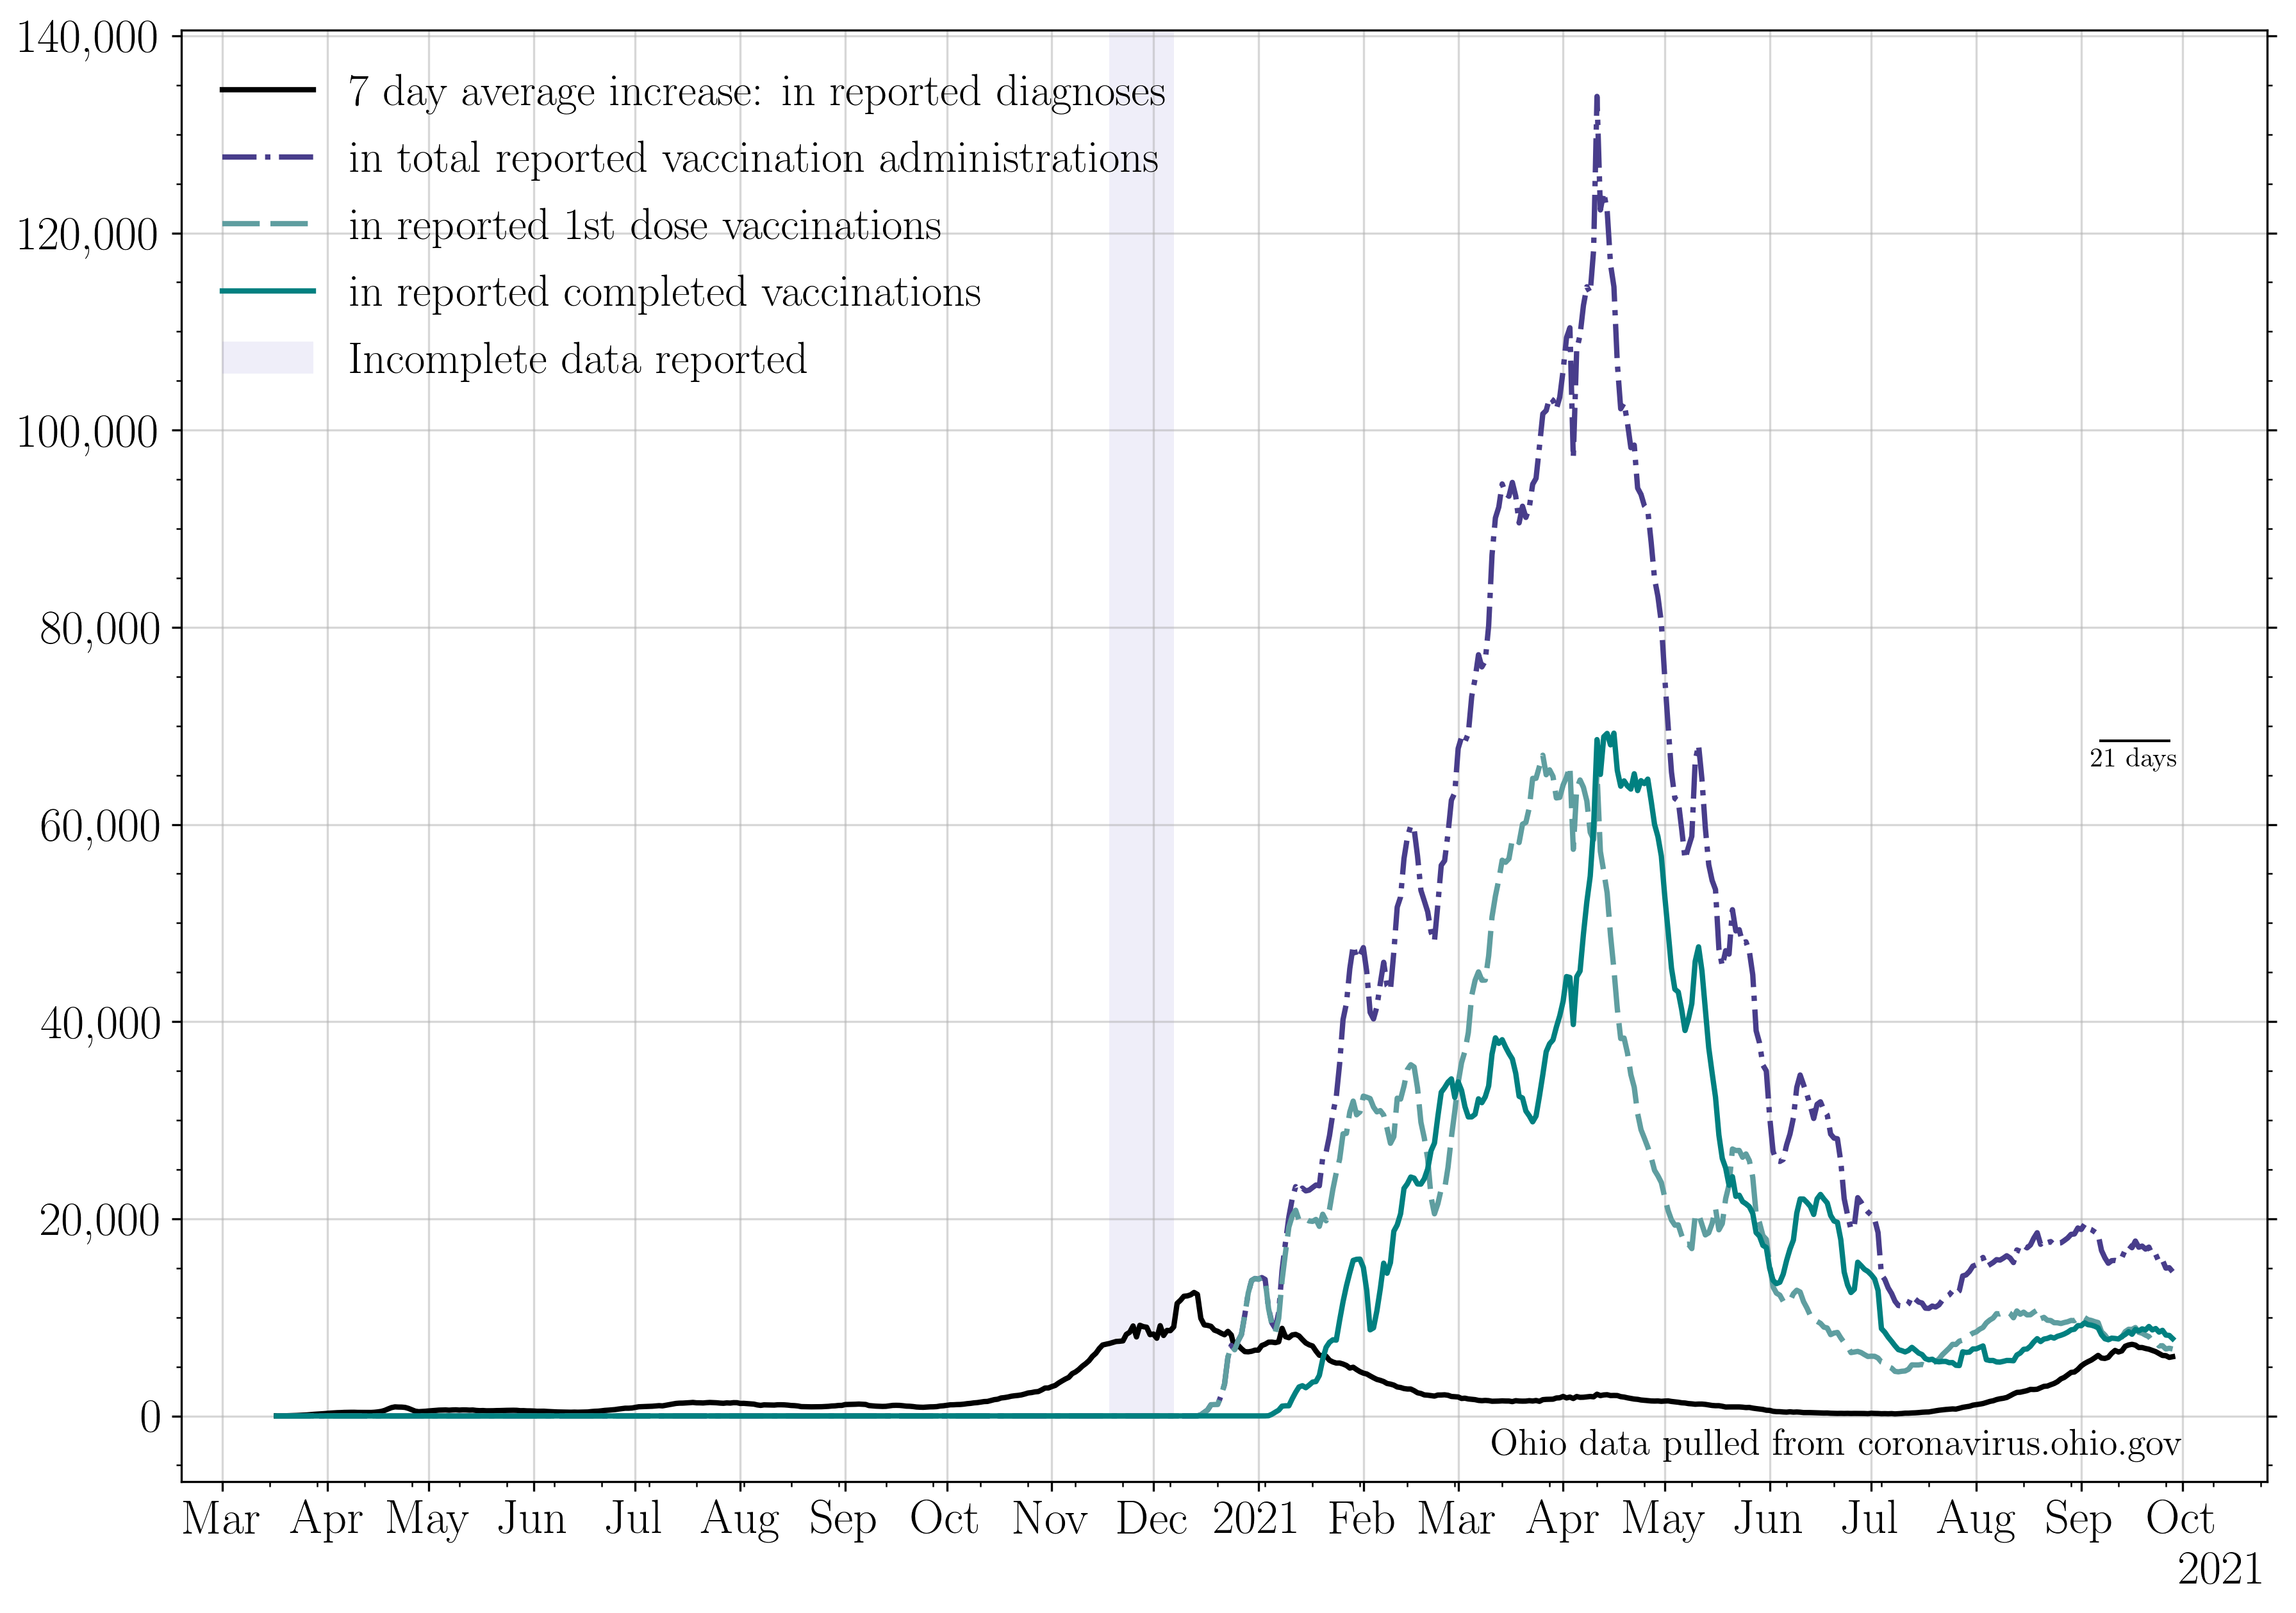 140,000
7 day average increase: in reported diagnoses
in total reported vaccination administrations
in reported 1st dose vaccinations
120,000
in reported completed vaccinations
Incomplete data reported
100,000
80,000
21 days
60,000
40,000
20,000
0
Ohio data pulled from coronavirus.ohio.gov
Mar Apr May Jun Jul Aug Sep Oct Nov Dec 2021 Feb Mar Apr May Jun Jul Aug Sep Oct
2021